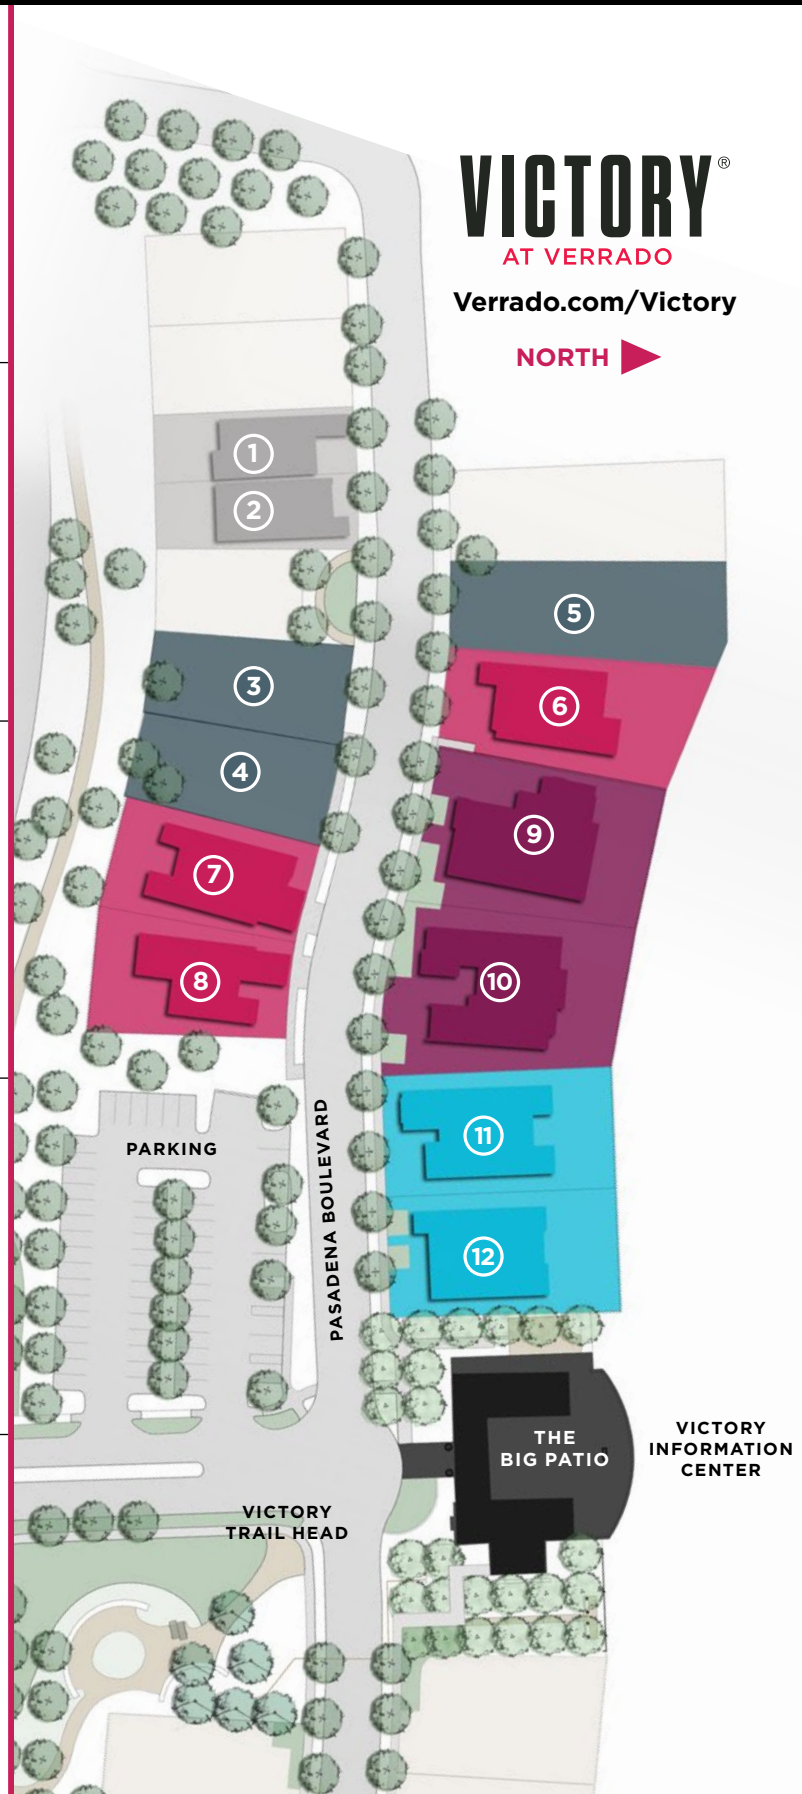 VICTORY®
AT VERRADO
Verrado.com/Victory
NORTH
1
2
5
3
6
4
9
7
8
10
11
PARKING
PASADENA BOULEVARD
12
THE
BIG PATIO
VICTORY
INFORMATION
CENTER
VICTORY
TRAIL HEAD